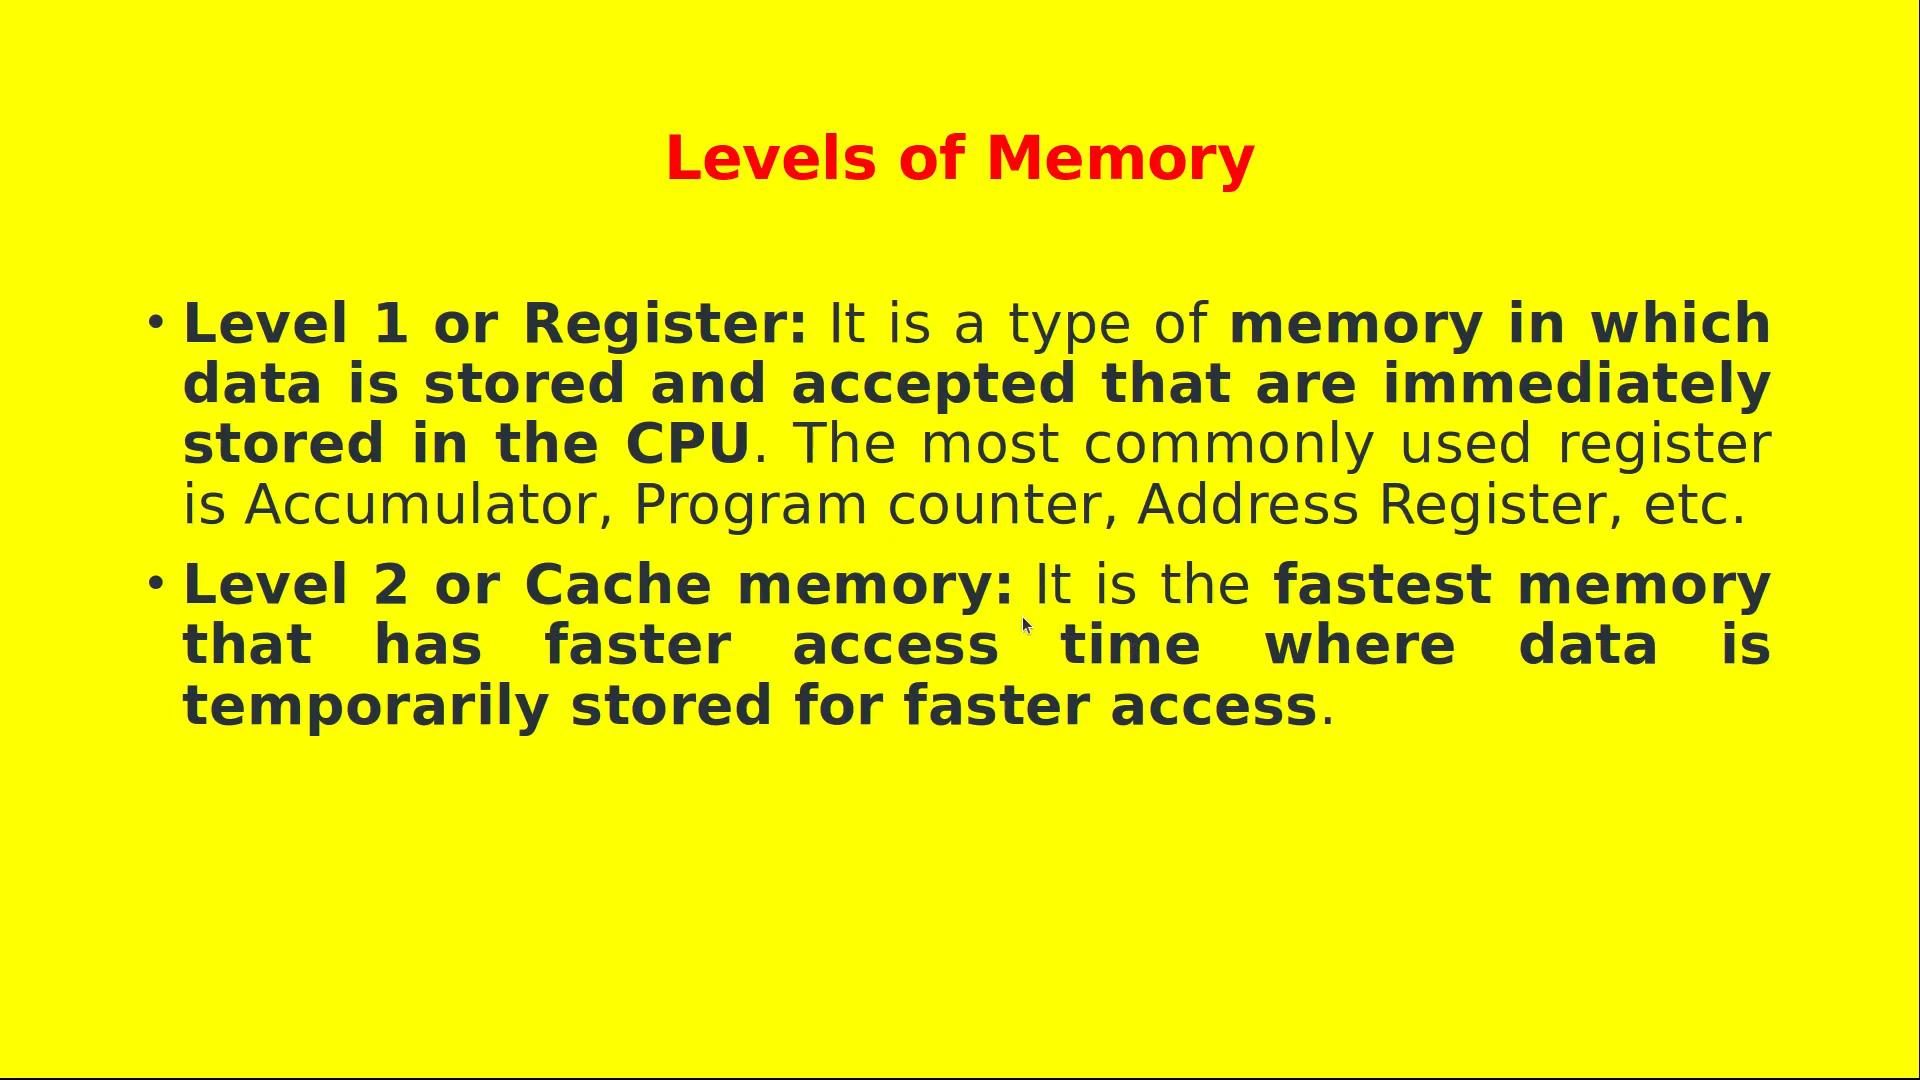 Levels of Memory
• Level 1 or Register: It is a type of memory in which
data is stored and accepted that are immediately
stored in the CPU. The most commonly used register
is Accumulator, Program counter, Address Register, etc.
• Level 2 or Cache memory: It is the fastest memory
that has faster access time where data is
temporarily stored for faster access.